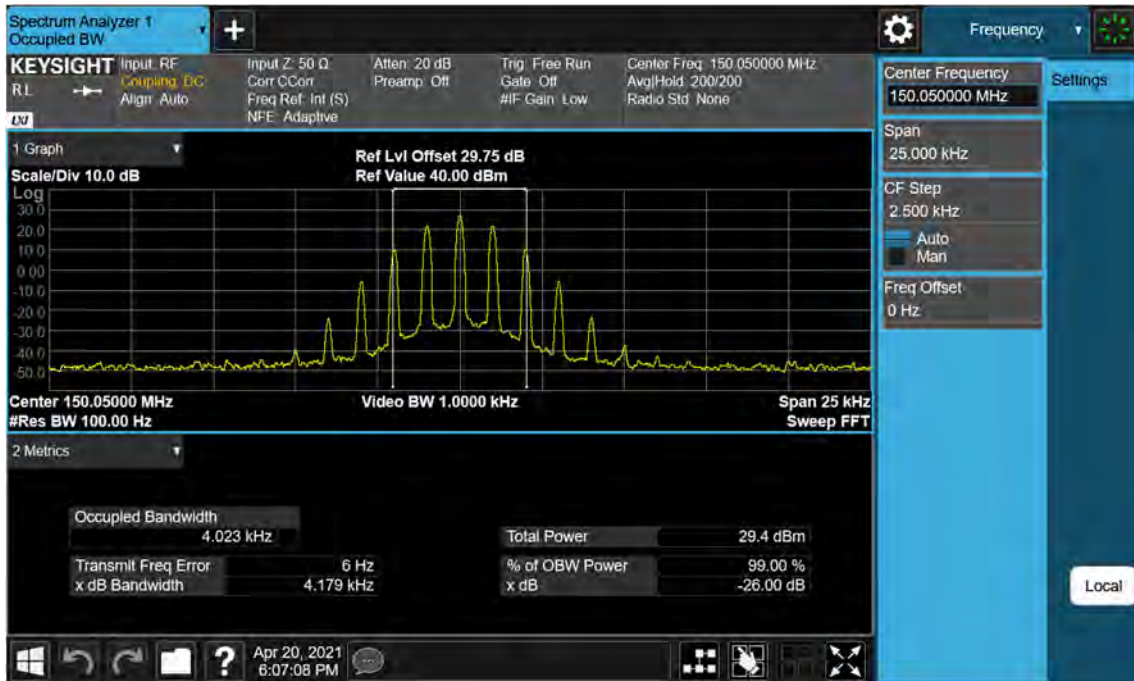 Spectrum Analyzer 1
Occupied BW
Frequency
KEYSIGHT
RL
LXI
Input: RF
Coupling: DC
Align: Auto
Input Z: 50 Ω
Corr CCorr
Freq Ref: Int (S)
NFE: Adaptive
Atten: 20 dB
Preamp: Off
Trig: Free Run
Gate: Off
#IF Gain: Low
Center Freq: 150.050000 MHz
Avg|Hold: 200/200
Radio Std: None
Center Frequency
150.050000 MHz
Settings
Span
25.000 kHz
CF Step
2.500 kHz
Auto
Man
Freq Offset
0 Hz
1 Graph
Scale/Div 10.0 dB
Ref Lvl Offset 29.75 dB
Ref Value 40.00 dBm
Log
30.0
20.0
10.0
0.00
-10.0
-20.0
-30.0
-40.0
-50.0
Center 150.05000 MHz
#Res BW 100.00 Hz
Video BW 1.0000 kHz
Span 25 kHz
Sweep FFT
2 Metrics
Occupied Bandwidth
4.023 kHz
Total Power 29.4 dBm
Transmit Freq Error 6 Hz
% of OBW Power 99.00 %
x dB Bandwidth 4.179 kHz
x dB -26.00 dB
Local
?
Apr 20, 2021
6:07:08 PM